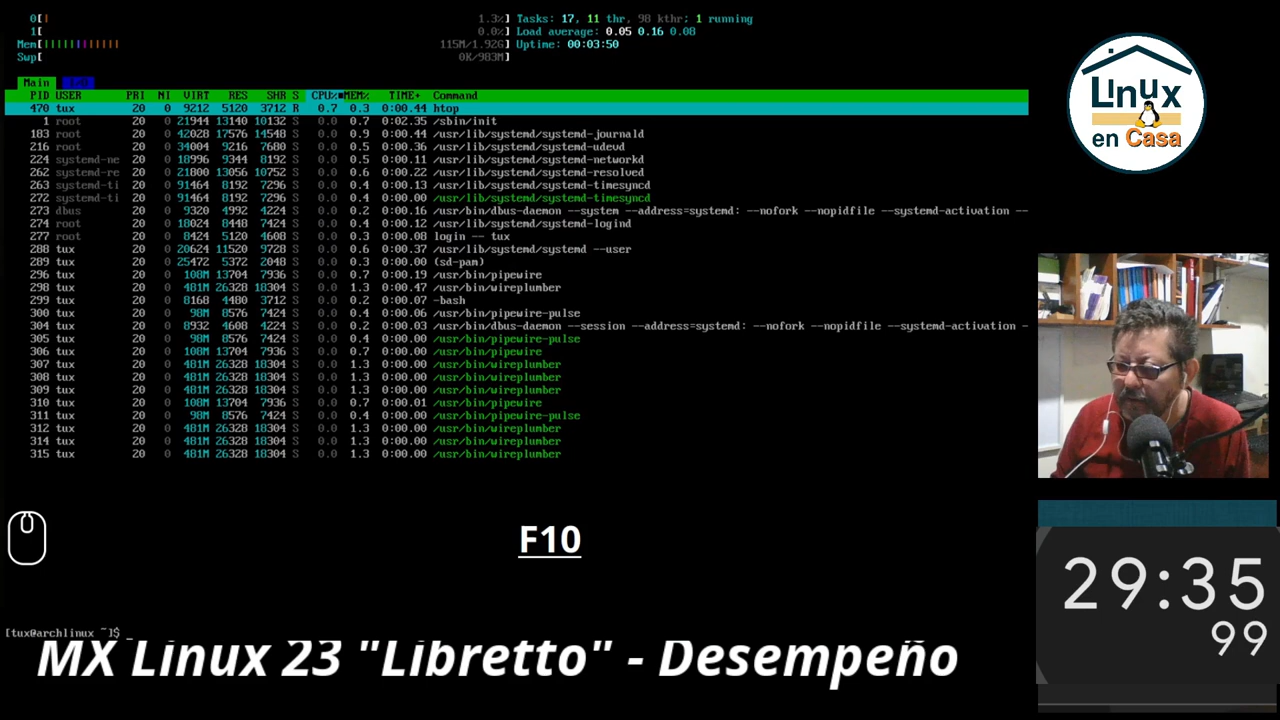 0[| 1.3%] Tasks: 17, 11 thr, 98 kthr; 1 running
1[ 0.0%] Load average: 0.05 0.16 0.08
Mem[||||||||||||| 115M/1.92G] Uptime: 00:03:50
Swp[ 0K/983M]
Main
PID USER PRI NI VIRT RES SHR S CPU% MEM% TIME+ Command
470 tux 20 0 9212 5120 3712 R 0.7 0.3 0:00.44 htop
1 root 20 0 21944 13140 10132 S 0.0 0.7 0:02.35 /sbin/init
183 root 20 0 42028 17576 14548 S 0.0 0.9 0:00.44 /usr/lib/systemd/systemd-journald
216 root 20 0 34004 9216 7680 S 0.0 0.5 0:00.36 /usr/lib/systemd/systemd-udevd
224 systemd-ne 20 0 18996 9344 8192 S 0.0 0.5 0:00.11 /usr/lib/systemd/systemd-networkd
262 systemd-re 20 0 21800 13056 10752 S 0.0 0.6 0:00.22 /usr/lib/systemd/systemd-resolved
263 systemd-ti 20 0 91464 8192 7296 S 0.0 0.4 0:00.13 /usr/lib/systemd/systemd-timesyncd
272 systemd-ti 20 0 91464 8192 7296 S 0.0 0.4 0:00.00 /usr/lib/systemd/systemd-timesyncd
273 dbus 20 0 9320 4992 4224 S 0.0 0.2 0:00.16 /usr/bin/dbus-daemon --system --address=systemd: --nofork --nopidfile --systemd-activation --
274 root 20 0 18024 8448 7424 S 0.0 0.4 0:00.12 /usr/lib/systemd/systemd-logind
277 root 20 0 8424 5120 4608 S 0.0 0.3 0:00.08 login -- tux
288 tux 20 0 20624 11520 9728 S 0.0 0.6 0:00.37 /usr/lib/systemd/systemd --user
289 tux 20 0 25472 5372 2048 S 0.0 0.3 0:00.00 (sd-pam)
296 tux 20 0 108M 13704 7936 S 0.0 0.7 0:00.19 /usr/bin/pipewire
298 tux 20 0 481M 26328 18304 S 0.0 1.3 0:00.47 /usr/bin/wireplumber
299 tux 20 0 8168 4480 3712 S 0.0 0.2 0:00.07 -bash
300 tux 20 0 98M 8576 7424 S 0.0 0.4 0:00.06 /usr/bin/pipewire-pulse
304 tux 20 0 8932 4608 4224 S 0.0 0.2 0:00.03 /usr/bin/dbus-daemon --session --address=systemd: --nofork --nopidfile --systemd-activation -
305 tux 20 0 98M 8576 7424 S 0.0 0.4 0:00.00 /usr/bin/pipewire-pulse
306 tux 20 0 108M 13704 7936 S 0.0 0.7 0:00.00 /usr/bin/pipewire
307 tux 20 0 481M 26328 18304 S 0.0 1.3 0:00.00 /usr/bin/wireplumber
308 tux 20 0 481M 26328 18304 S 0.0 1.3 0:00.00 /usr/bin/wireplumber
309 tux 20 0 481M 26328 18304 S 0.0 1.3 0:00.00 /usr/bin/wireplumber
310 tux 20 0 108M 13704 7936 S 0.0 0.7 0:00.01 /usr/bin/pipewire
311 tux 20 0 98M 8576 7424 S 0.0 0.4 0:00.00 /usr/bin/pipewire-pulse
312 tux 20 0 481M 26328 18304 S 0.0 1.3 0:00.00 /usr/bin/wireplumber
314 tux 20 0 481M 26328 18304 S 0.0 1.3 0:00.00 /usr/bin/wireplumber
315 tux 20 0 481M 26328 18304 S 0.0 1.3 0:00.00 /usr/bin/wireplumber
F10
[tux@archlinux ~]$ _
MX Linux 23 "Libretto" - Desempeño
Linux
en Casa
29:35
99